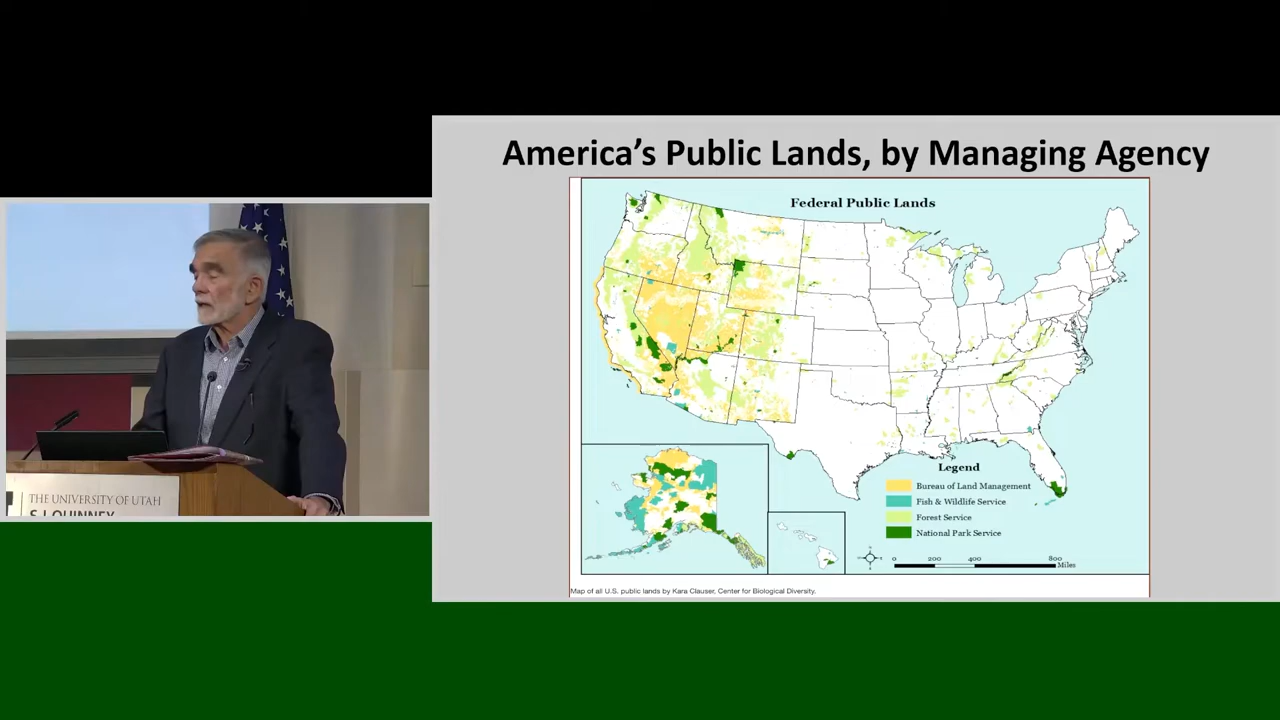 America's Public Lands, by Managing Agency
Federal Public Lands
Legend
Bureau of Land Management
Fish & Wildlife Service
Forest Service
National Park Service
0 200 400 800
Miles
Map of all U.S. public lands by Kara Clauser, Center for Biological Diversity.
THE UNIVERSITY OF UTAH
S.J. QUINNEY